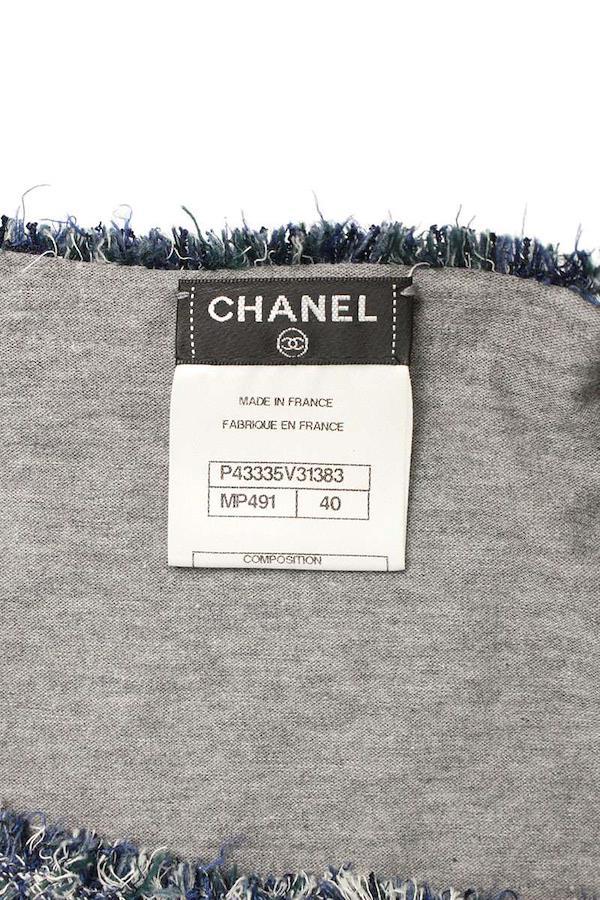 CHANEL
MADE IN FRANCE
FABRIQUE EN FRANCE
P43335V31383
MP491 40
COMPOSITION